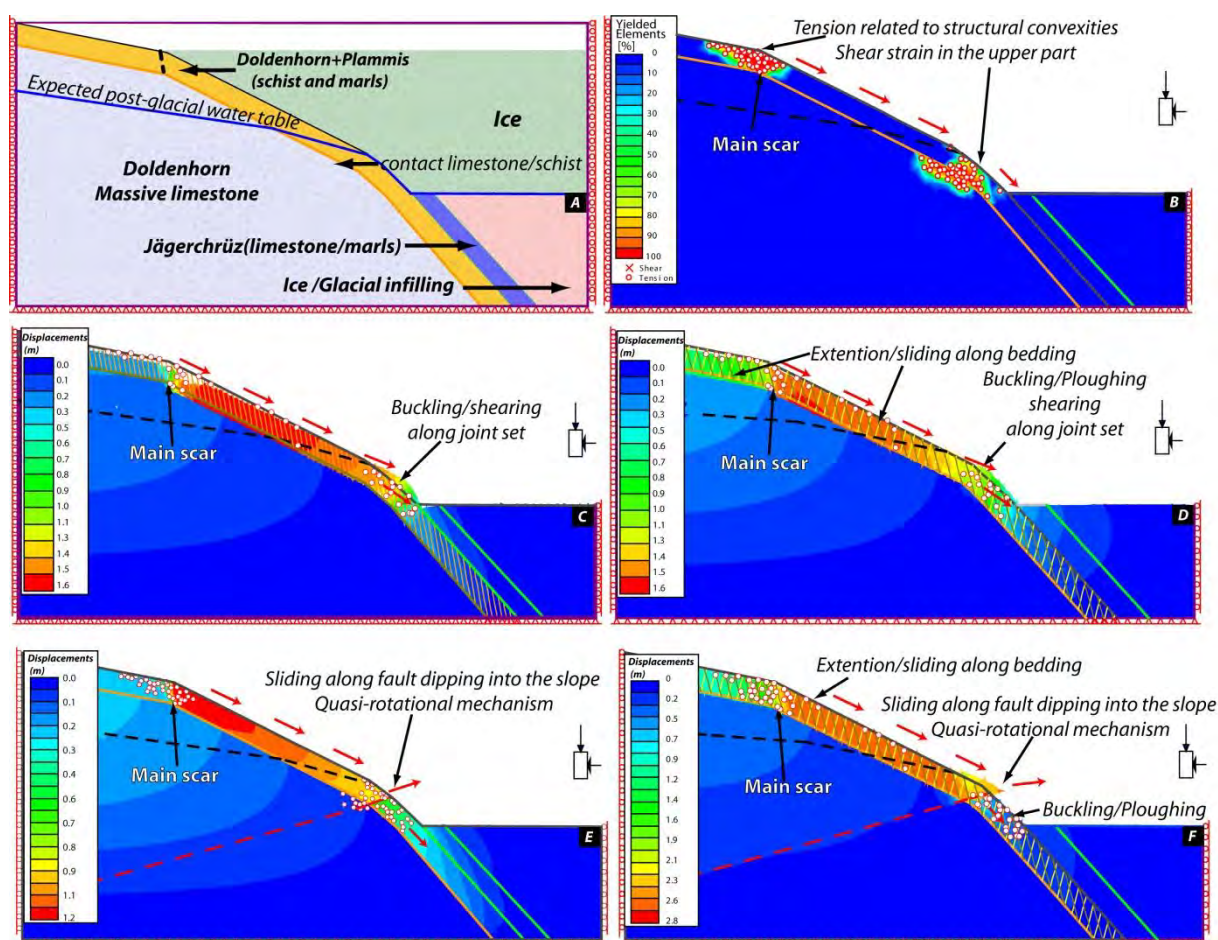 Doldenhorn+Plammis
(schist and marls)
Expected post-glacial water table
Ice
contact limestone/schist
Doldenhorn
Massive limestone
A
Jägerchrüz(limestone/marls)
Ice /Glacial infilling
Yielded
Elements
[%]
0
10
20
30
40
50
60
70
80
90
100
Shear
Tension
Tension related to structural convexities
Shear strain in the upper part
Main scar
B
Displacements
(m)
0.0
0.1
0.2
0.3
0.5
0.6
0.7
0.8
0.9
1.0
1.1
1.3
1.4
1.5
1.6
Buckling/shearing
along joint set
Main scar
C
Displacements
(m)
0.0
0.1
0.2
0.3
0.5
0.6
0.7
0.8
0.9
1.0
1.1
1.3
1.4
1.5
1.6
Extention/sliding along bedding
Buckling/Ploughing
shearing
along joint set
Main scar
D
Displacements
(m)
0.0
0.1
0.2
0.3
0.4
0.5
0.6
0.7
0.8
0.9
1.0
1.1
1.2
Sliding along fault dipping into the slope
Quasi-rotational mechanism
Main scar
E
Displacements
(m)
0
0.2
0.4
0.6
0.8
1.0
1.2
1.4
1.6
1.7
1.9
2.1
2.3
2.6
2.8
Extention/sliding along bedding
Sliding along fault dipping into the slope
Quasi-rotational mechanism
Main scar
Buckling/Ploughing
F